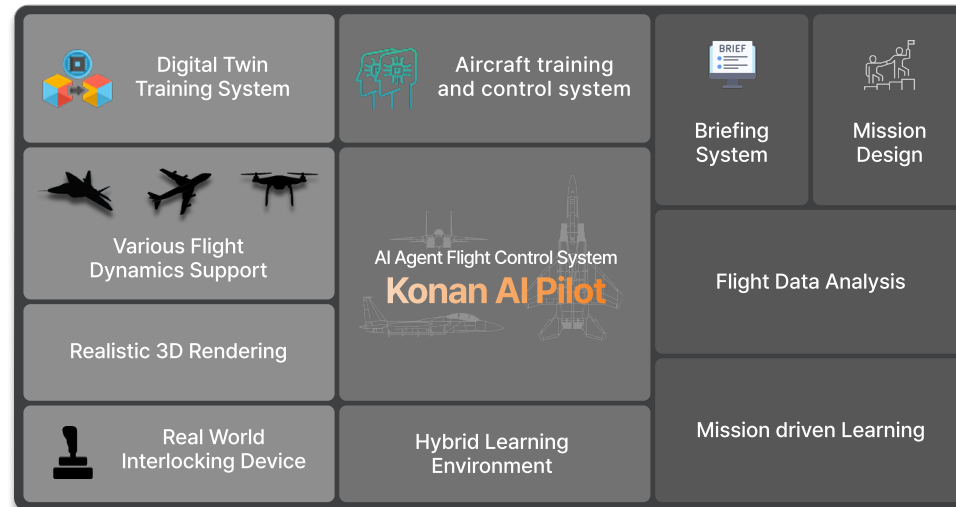 Digital Twin
Training System
Aircraft training
and control system
BRIEF
Briefing
System
Mission
Design
Various Flight
Dynamics Support
AI Agent Flight Control System
Konan AI Pilot
Flight Data Analysis
Realistic 3D Rendering
Real World
Interlocking Device
Hybrid Learning
Environment
Mission driven Learning